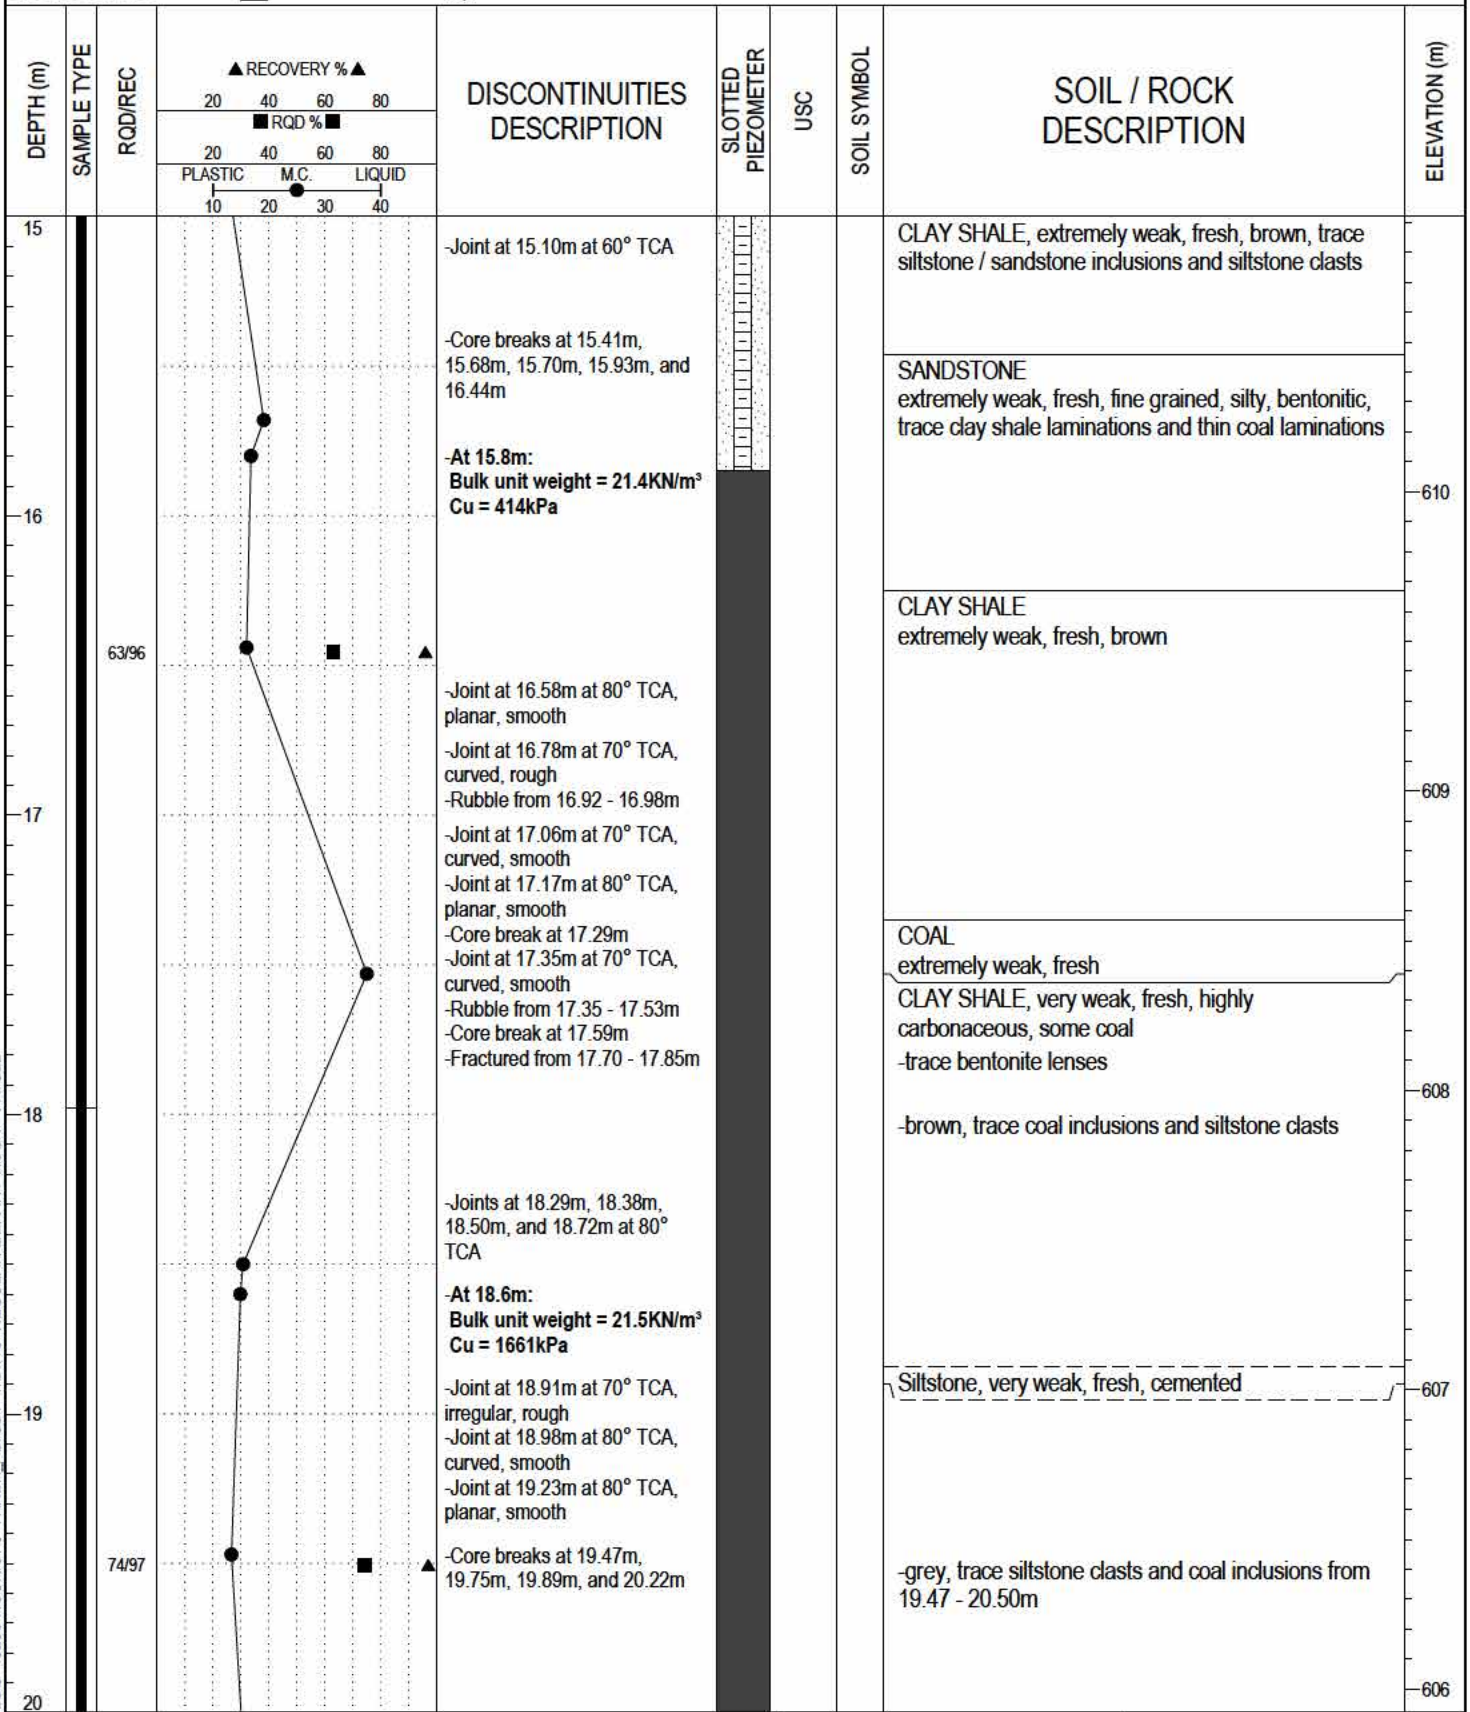 DEPTH (m)
SAMPLE TYPE
RQD/REC
▲ RECOVERY % ▲
20 40 60 80
■ RQD % ■
20 40 60 80
PLASTIC M.C. LIQUID
10 20 30 40
DISCONTINUITIES
DESCRIPTION
SLOTTED
PIEZOMETER
USC
SOIL SYMBOL
SOIL / ROCK
DESCRIPTION
ELEVATION (m)
15
16
17
18
19
20
63/96
74/97
-Joint at 15.10m at 60° TCA
-Core breaks at 15.41m,
15.68m, 15.70m, 15.93m, and
16.44m
-At 15.8m:
Bulk unit weight = 21.4KN/m³
Cu = 414kPa
-Joint at 16.58m at 80° TCA,
planar, smooth
-Joint at 16.78m at 70° TCA,
curved, rough
-Rubble from 16.92 - 16.98m
-Joint at 17.06m at 70° TCA,
curved, smooth
-Joint at 17.17m at 80° TCA,
planar, smooth
-Core break at 17.29m
-Joint at 17.35m at 70° TCA,
curved, smooth
-Rubble from 17.35 - 17.53m
-Core break at 17.59m
-Fractured from 17.70 - 17.85m
-Joints at 18.29m, 18.38m,
18.50m, and 18.72m at 80°
TCA
-At 18.6m:
Bulk unit weight = 21.5KN/m³
Cu = 1661kPa
-Joint at 18.91m at 70° TCA,
irregular, rough
-Joint at 18.98m at 80° TCA,
curved, smooth
-Joint at 19.23m at 80° TCA,
planar, smooth
-Core breaks at 19.47m,
19.75m, 19.89m, and 20.22m
CLAY SHALE, extremely weak, fresh, brown, trace
siltstone / sandstone inclusions and siltstone clasts
SANDSTONE
extremely weak, fresh, fine grained, silty, bentonitic,
trace clay shale laminations and thin coal laminations
CLAY SHALE
extremely weak, fresh, brown
COAL
extremely weak, fresh
CLAY SHALE, very weak, fresh, highly
carbonaceous, some coal
-trace bentonite lenses
-brown, trace coal inclusions and siltstone clasts
Siltstone, very weak, fresh, cemented
-grey, trace siltstone clasts and coal inclusions from
19.47 - 20.50m
610
609
608
607
606